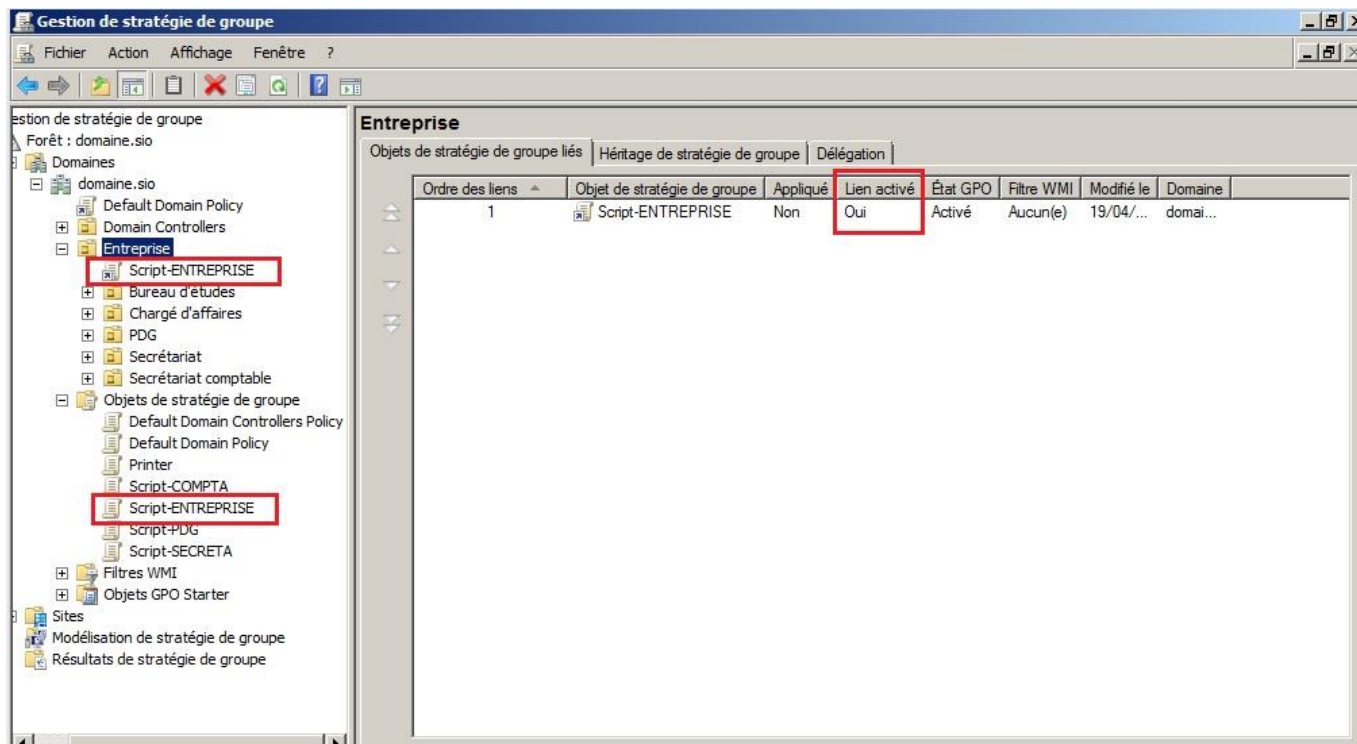 Gestion de stratégie de groupe
Fichier Action Affichage Fenêtre ?
estion de stratégie de groupe
Forêt : domaine.sio
Domaines
domaine.sio
Default Domain Policy
Domain Controllers
Entreprise
Script-ENTREPRISE
Bureau d'études
Chargé d'affaires
PDG
Secrétariat
Secrétariat comptable
Objets de stratégie de groupe
Default Domain Controllers Policy
Default Domain Policy
Printer
Script-COMPTA
Script-ENTREPRISE
Script-PDG
Script-SECRETA
Filtres WMI
Objets GPO Starter
Sites
Modélisation de stratégie de groupe
Résultats de stratégie de groupe
Entreprise
Objets de stratégie de groupe liés Héritage de stratégie de groupe Délégation
Ordre des liens Objet de stratégie de groupe Appliqué Lien activé État GPO Filtre WMI Modifié le Domaine
1 Script-ENTREPRISE Non Oui Activé Aucun(e) 19/04/... domai...